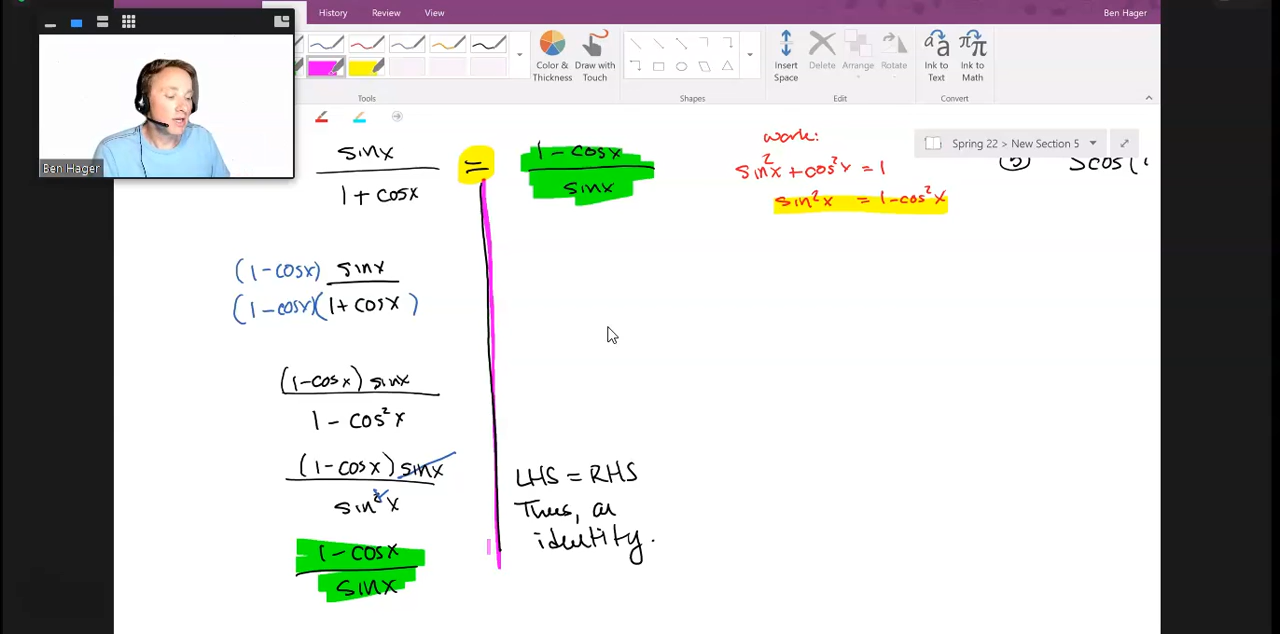 History Review View Ben Hager
Color & Thickness
Draw with Touch
Insert Space
Delete
Arrange
Rotate
Ink to Text
Ink to Math
Tools Shapes Edit Convert
Ben Hager
Spring 22 > New Section 5
work:
sinx / 1 + cosx = 1 - cosx / sinx
sin²x + cos²x = 1
sin²x = 1 - cos²x
(1-cosx) sinx / (1-cosx)(1+ cosx)
(1-cosx) sinx / 1 - cos²x
(1-cosx) sinx / sin²x
1 - cosx / sinx
LHS = RHS
Thus, an
identity.